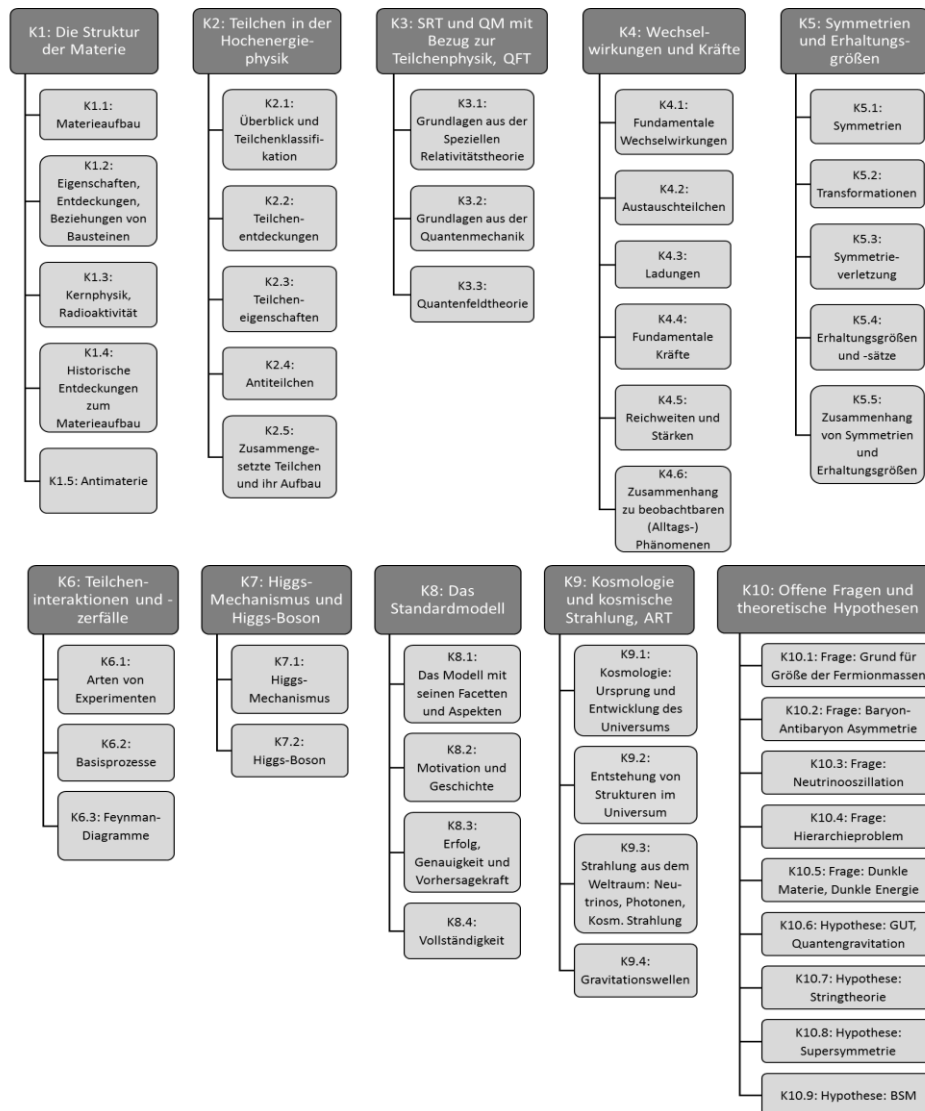 K1: Die Struktur
der Materie
K1.1:
Materieaufbau
K1.2:
Eigenschaften,
Entdeckungen,
Beziehungen von
Bausteinen
K1.3:
Kernphysik,
Radioaktivität
K1.4:
Historische
Entdeckungen
zum
Materieaufbau
K1.5: Antimaterie
K2: Teilchen in der
Hochenergie-
physik
K2.1:
Überblick und
Teilchenklassifi-
kation
K2.2:
Teilchen-
entdeckungen
K2.3:
Teilchen-
eigenschaften
K2.4:
Antiteilchen
K2.5:
Zusammenge-
setzte Teilchen
und ihr Aufbau
K3: SRT und QM mit
Bezug zur
Teilchenphysik, QFT
K3.1:
Grundlagen aus der
Speziellen
Relativitätstheorie
K3.2:
Grundlagen aus der
Quantenmechanik
K3.3:
Quantenfeldtheorie
K4: Wechsel-
wirkungen und Kräfte
K4.1:
Fundamentale
Wechselwirkungen
K4.2:
Austauschteilchen
K4.3:
Ladungen
K4.4:
Fundamentale
Kräfte
K4.5:
Reichweiten und
Stärken
K4.6:
Zusammenhang
zu beobachtbaren
(Alltags-)
Phänomenen
K5: Symmetrien
und Erhaltungs-
größen
K5.1:
Symmetrien
K5.2:
Transformationen
K5.3:
Symmetrie-
verletzung
K5.4:
Erhaltungsgrößen
und -sätze
K5.5:
Zusammenhang
von Symmetrien
und
Erhaltungsgrößen
K6: Teilchen-
interaktionen und -
zerfälle
K6.1:
Arten von
Experimenten
K6.2:
Basisprozesse
K6.3: Feynman-
Diagramme
K7: Higgs-
Mechanismus und
Higgs-Boson
K7.1:
Higgs-
Mechanismus
K7.2:
Higgs-Boson
K8: Das
Standardmodell
K8.1:
Das Modell mit
seinen Facetten
und Aspekten
K8.2:
Motivation und
Geschichte
K8.3:
Erfolg,
Genauigkeit und
Vorhersagekraft
K8.4:
Vollständigkeit
K9: Kosmologie
und kosmische
Strahlung, ART
K9.1:
Kosmologie:
Ursprung und
Entwicklung des
Universums
K9.2:
Entstehung von
Strukturen im
Universum
K9.3:
Strahlung aus dem
Weltraum: Neu-
trinos, Photonen,
Kosm. Strahlung
K9.4:
Gravitationswellen
K10: Offene Fragen und
theoretische Hypothesen
K10.1: Frage: Grund für
Größe der Fermionmassen
K10.2: Frage: Baryon-
Antibaryon Asymmetrie
K10.3: Frage:
Neutrinooszillation
K10.4: Frage:
Hierarchieproblem
K10.5: Frage: Dunkle
Materie, Dunkle Energie
K10.6: Hypothese: GUT,
Quantengravitation
K10.7: Hypothese:
Stringtheorie
K10.8: Hypothese:
Supersymmetrie
K10.9: Hypothese: BSM